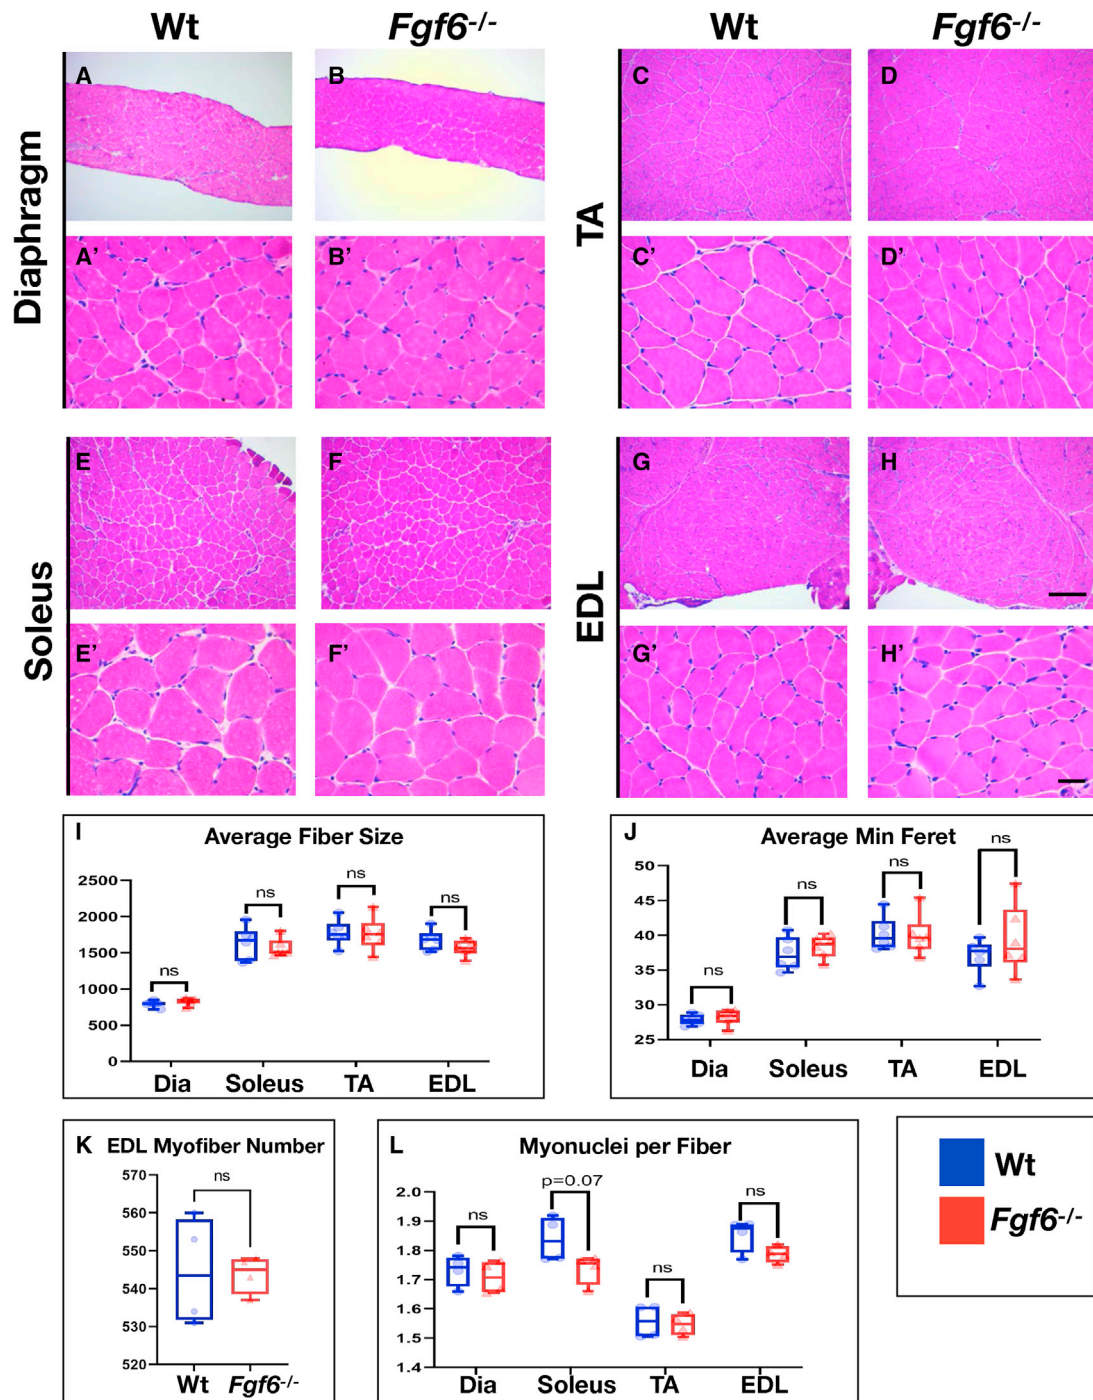 Wt Fgf6-/- Wt Fgf6-/-
Diaphragm
A B
A’ B’
TA
C D
C’ D’
Soleus
E F
E’ F’
EDL
G H
G’ H’
I Average Fiber Size
2500
2000
1500
1000
500
0
ns ns ns ns
Dia Soleus TA EDL
J Average Min Feret
50
45
40
35
30
25
ns ns ns ns
Dia Soleus TA EDL
K EDL Myofiber Number
570
560
550
540
530
520
ns
Wt Fgf6-/-
L Myonuclei per Fiber
2.0
1.9
1.8
1.7
1.6
1.5
1.4
ns p=0.07 ns ns
Dia Soleus TA EDL
Wt
Fgf6-/-